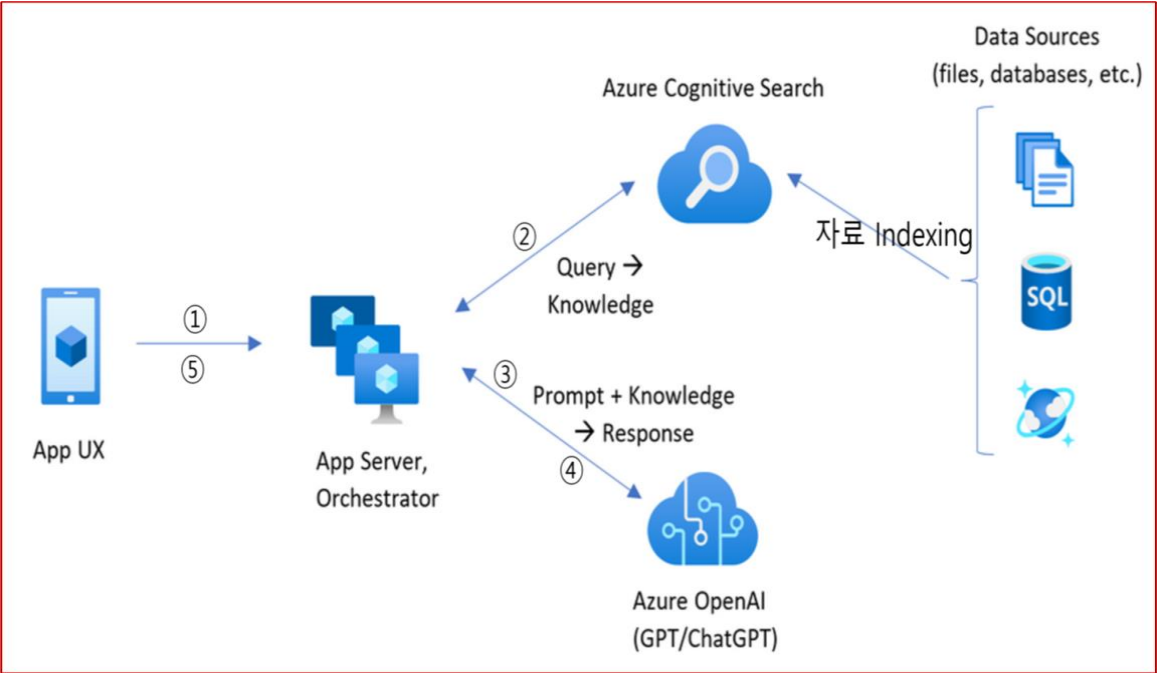 Data Sources
(files, databases, etc.)
Azure Cognitive Search
자료 Indexing
②
Query →
Knowledge
SQL
①
⑤
③
Prompt + Knowledge
→ Response
④
App UX
App Server,
Orchestrator
Azure OpenAI
(GPT/ChatGPT)